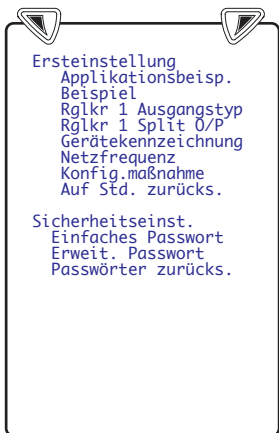 Ersteinstellung
Applikationsbeisp.
Beispiel
Rglkr 1 Ausgangstyp
Rglkr 1 Split O/P
Gerätekennzeichnung
Netzfrequenz
Konfig.maßnahme
Auf Std. zurücks.
Sicherheitseinst.
Einfaches Passwort
Erweit. Passwort
Passwörter zurücks.